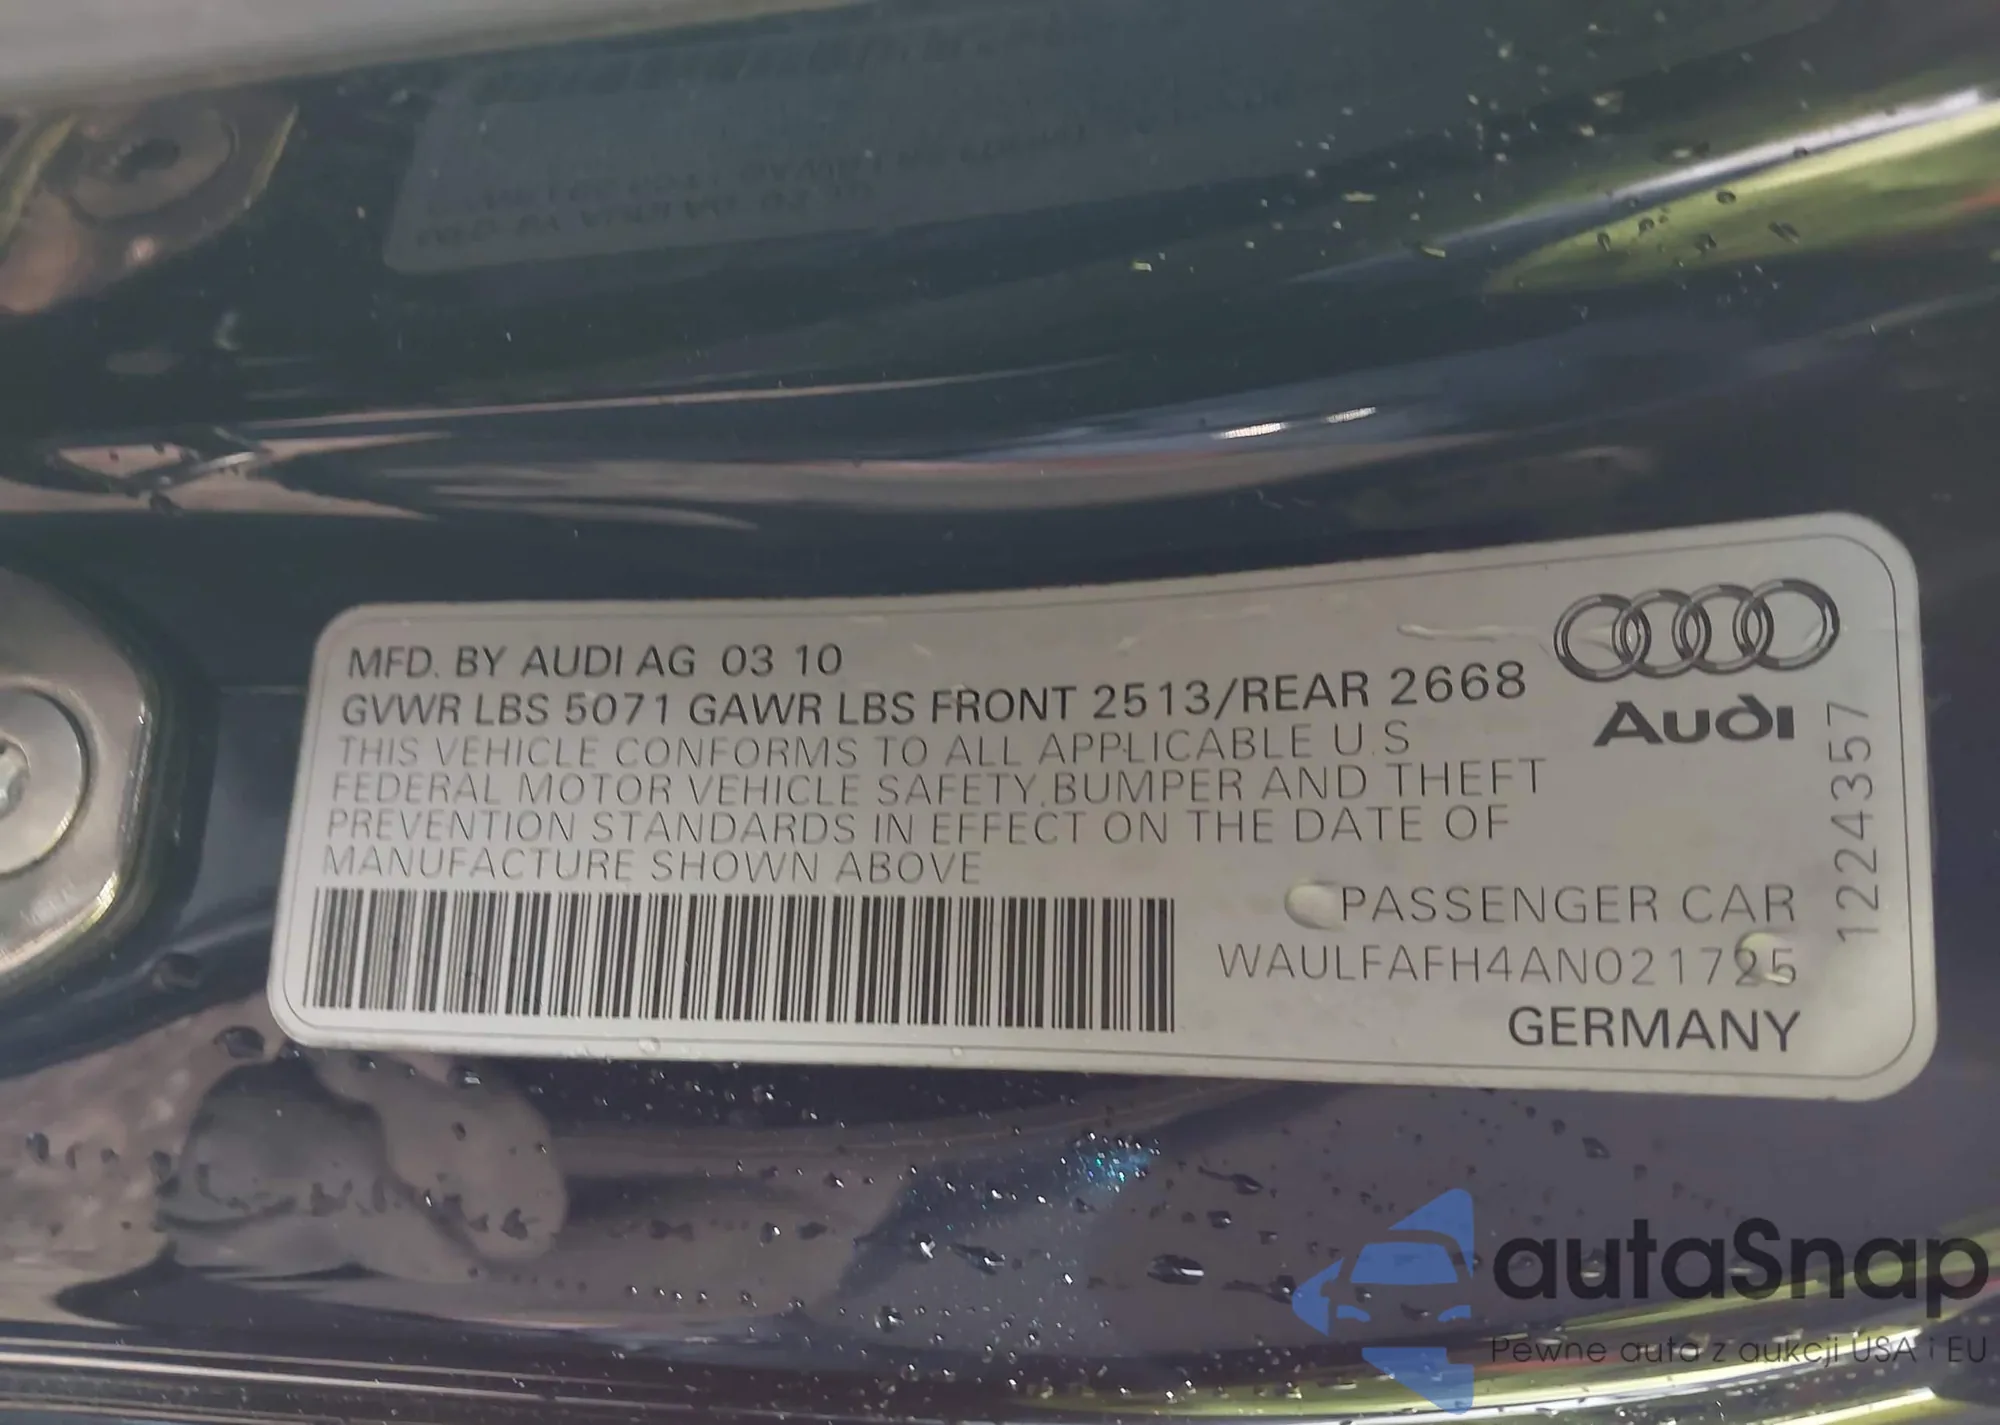 MFD. BY AUDI AG 03 10
GVWR LBS 5071 GAWR LBS FRONT 2513/REAR 2668
THIS VEHICLE CONFORMS TO ALL APPLICABLE U.S
FEDERAL MOTOR VEHICLE SAFETY,BUMPER AND THEFT
PREVENTION STANDARDS IN EFFECT ON THE DATE OF
MANUFACTURE SHOWN ABOVE
Audi
1224357
PASSENGER CAR
WAULFAFH4AN021725
GERMANY
autaSnap
Pewne auto z aukcji USA i EU